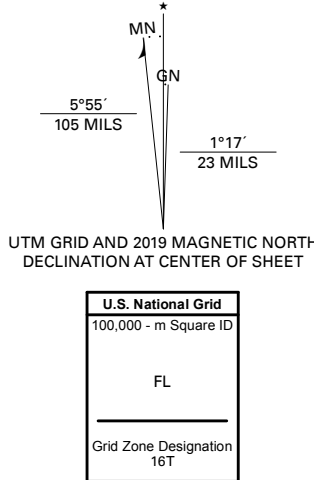 ★
MN
GN
5°55´
105 MILS
1°17´
23 MILS
UTM GRID AND 2019 MAGNETIC NORTH
DECLINATION AT CENTER OF SHEET
U.S. National Grid
100,000 - m Square ID
FL
Grid Zone Designation
16T